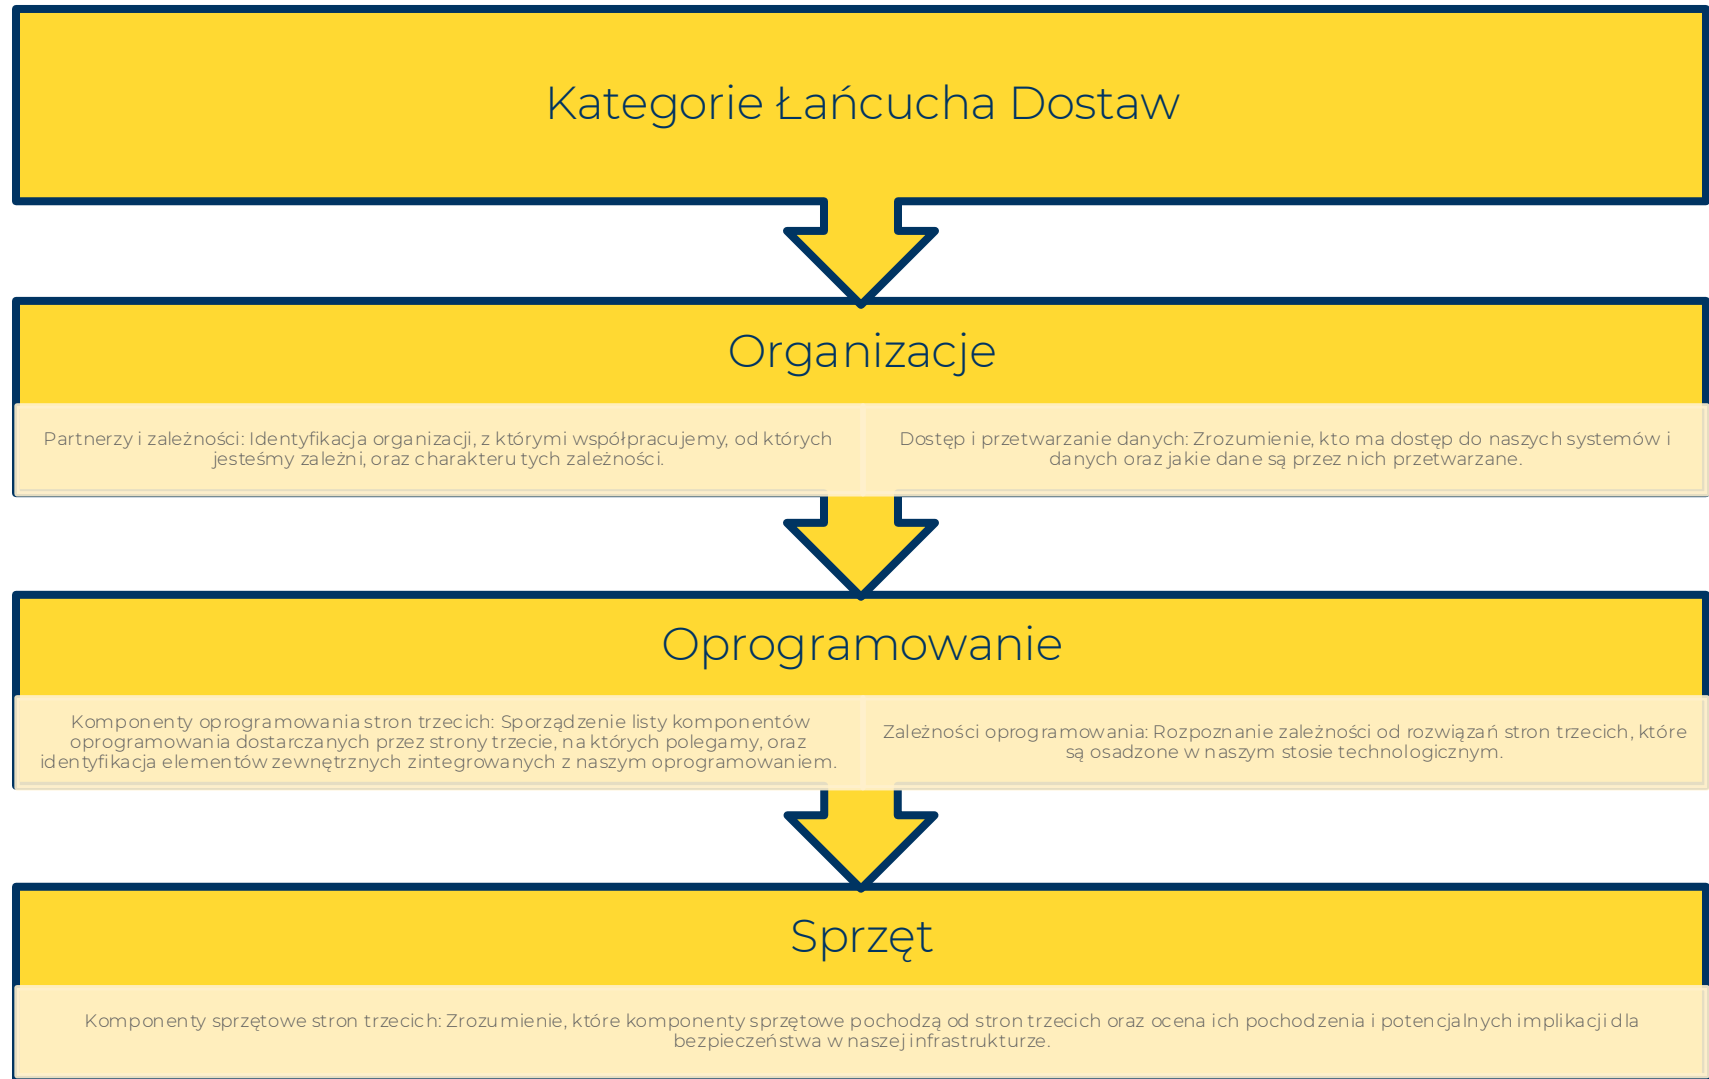 Kategorie Łańcucha Dostaw
Organizacje
Partnerzy i zależności: Identyfikacja organizacji, z którymi współpracujemy, od których
jesteśmy zależni, oraz charakteru tych zależności.
Dostęp i przetwarzanie danych: Zrozumienie, kto ma dostęp do naszych systemów i
danych oraz jakie dane są przez nich przetwarzane.
Oprogramowanie
Komponenty oprogramowania stron trzecich: Sporządzenie listy komponentów
oprogramowania dostarczanych przez strony trzecie, na których polegamy, oraz
identyfikacja elementów zewnętrznych zintegrowanych z naszym oprogramowaniem.
Zależności oprogramowania: Rozpoznanie zależności od rozwiązań stron trzecich, które
są osadzone w naszym stosie technologicznym.
Sprzęt
Komponenty sprzętowe stron trzecich: Zrozumienie, które komponenty sprzętowe pochodzą od stron trzecich oraz ocena ich pochodzenia i potencjalnych implikacji dla
bezpieczeństwa w naszej infrastrukturze.